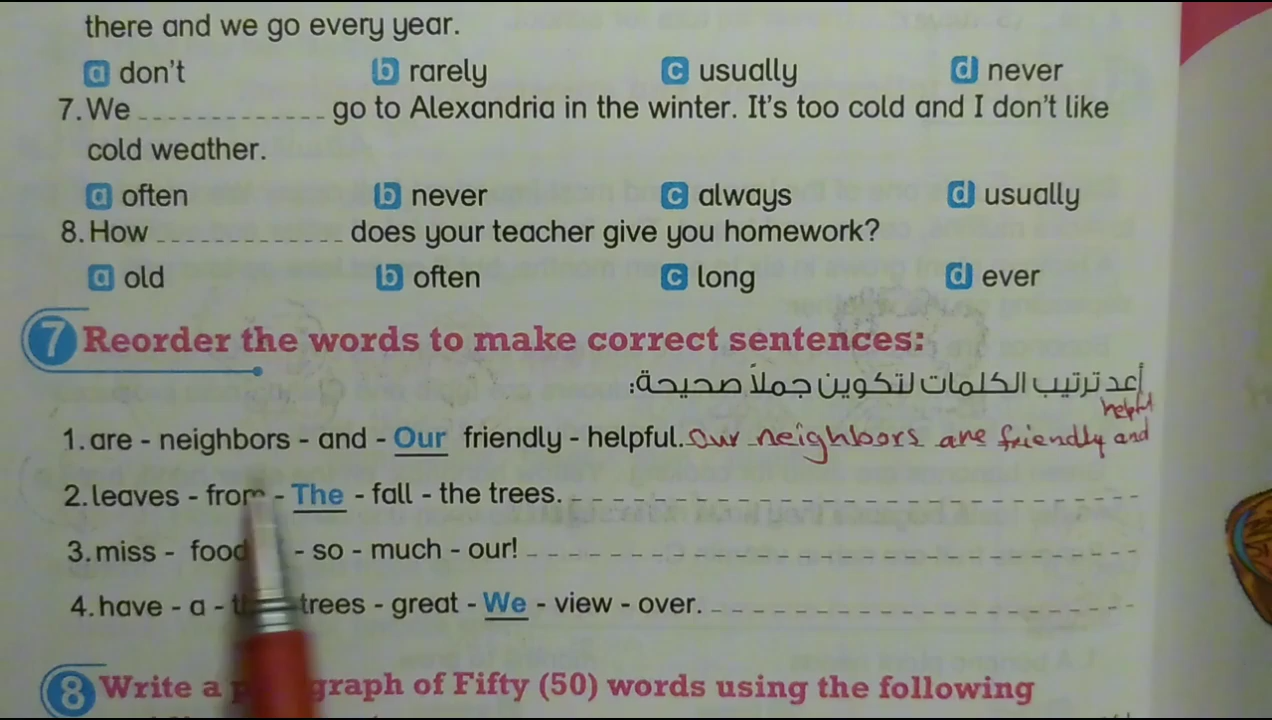 there and we go every year.
a don't b rarely c usually d never
7. We ------------- go to Alexandria in the winter. It's too cold and I don't like
cold weather.
a often b never c always d usually
8. How ------------- does your teacher give you homework?
a old b often c long d ever
7 Reorder the words to make correct sentences:
أعد ترتيب الكلمات لتكوين جملاً صحيحة:
helpful
1. are - neighbors - and - Our friendly - helpful. Our neighbors are friendly and
2. leaves - from - The - fall - the trees.
3. miss - food - so - much - our!
4. have - a - trees - great - We - view - over.
8 Write a graph of Fifty (50) words using the following